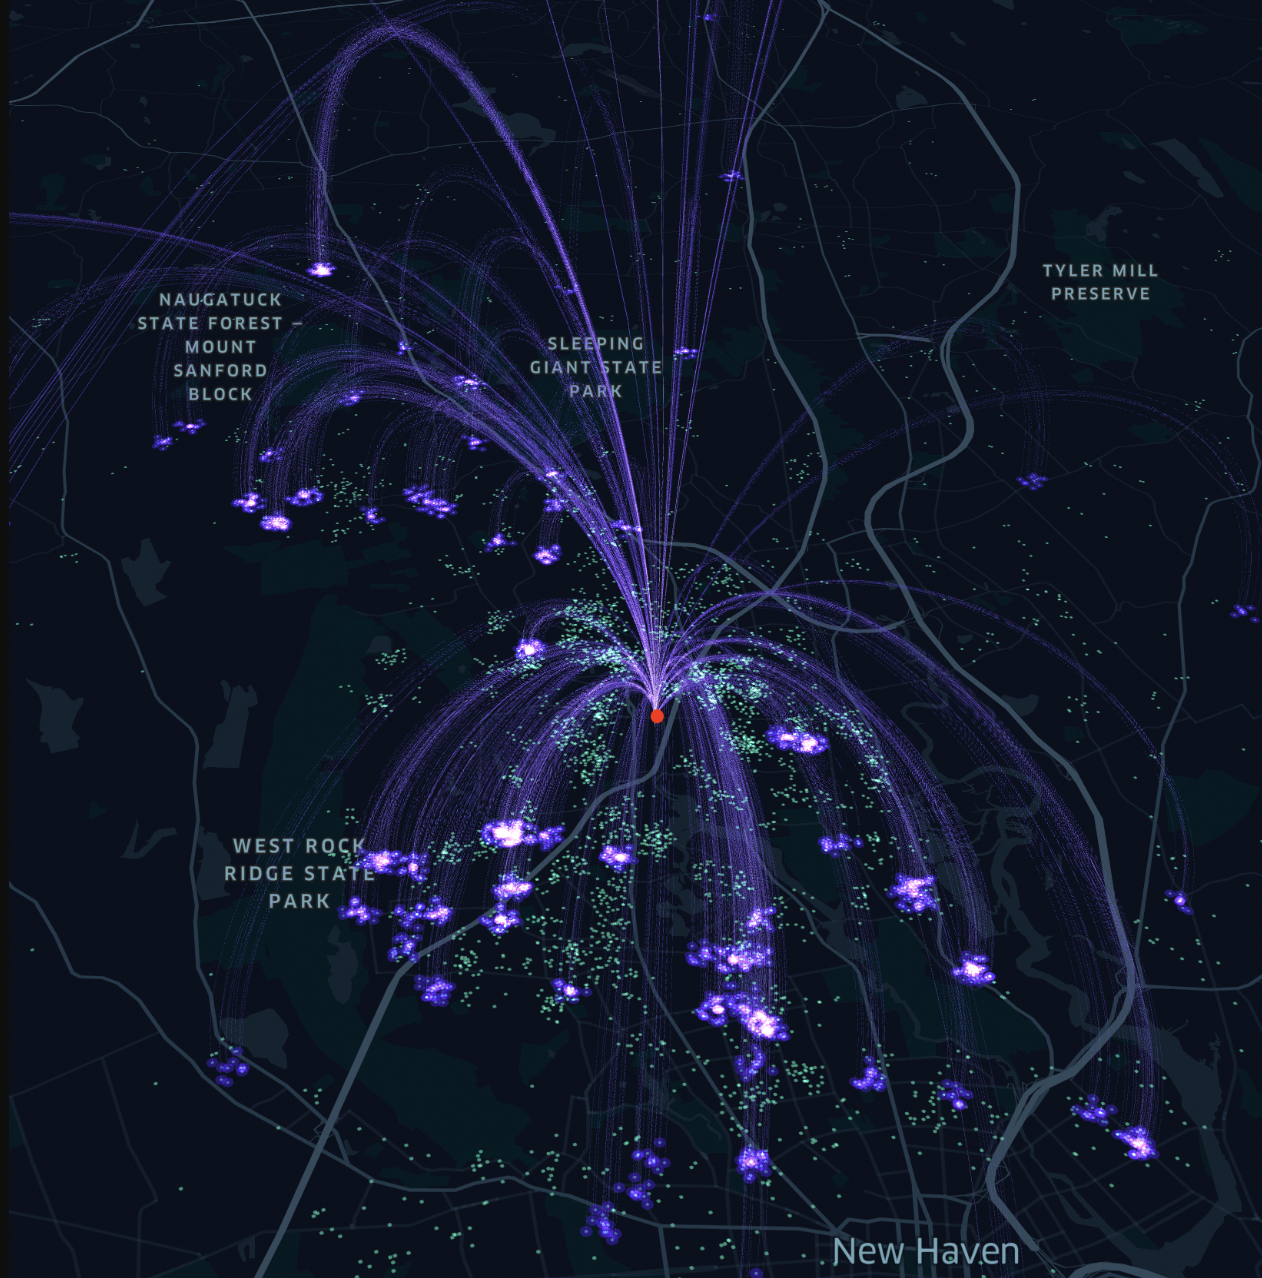 TYLER MILL
PRESERVE
NAUGATUCK
STATE FOREST –
MOUNT
SANFORD
BLOCK
SLEEPING
GIANT STATE
PARK
WEST ROCK
RIDGE STATE
PARK
New Haven